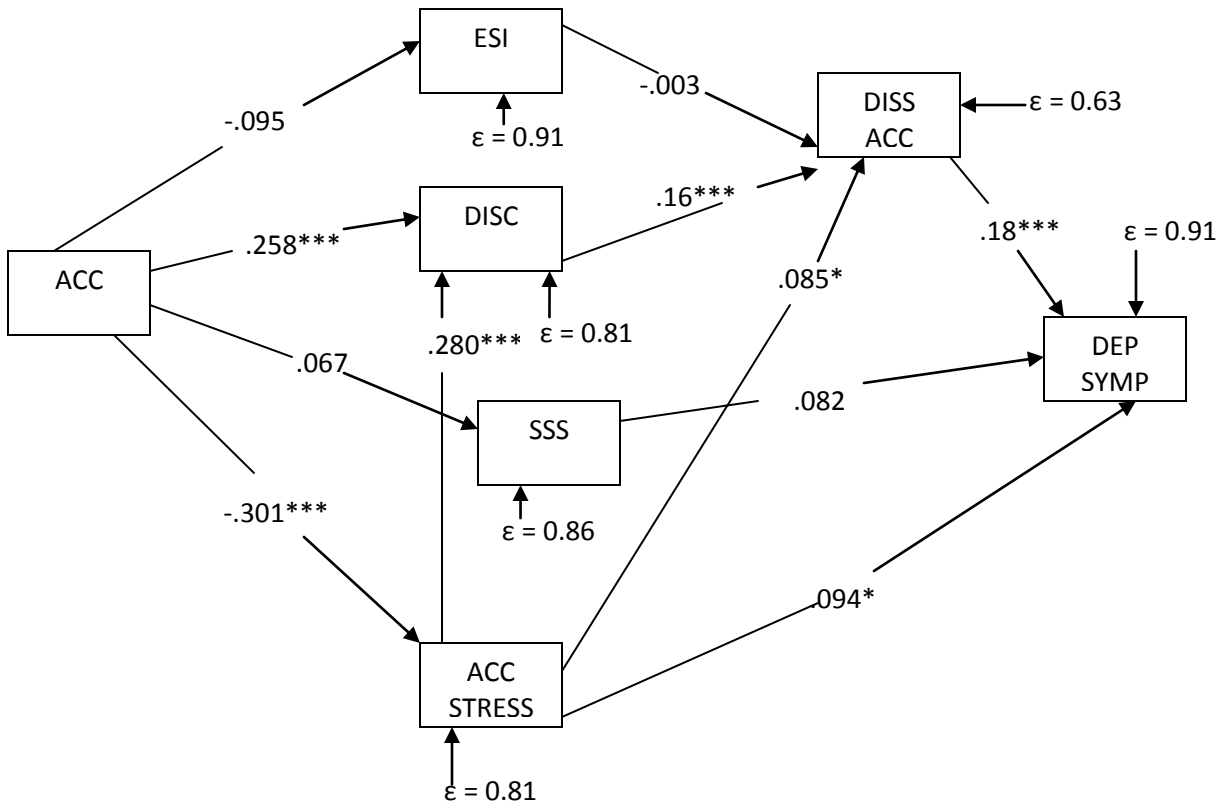 ESI
-.003
DISS
ACC
ε = 0.63
-.095
ε = 0.91
.16***
DISC
.258***
.18***
ε = 0.91
ACC
.085*
.280***
ε = 0.81
.067
DEP
SYMP
.082
SSS
-.301***
ε = 0.86
.094*
ACC
STRESS
ε = 0.81